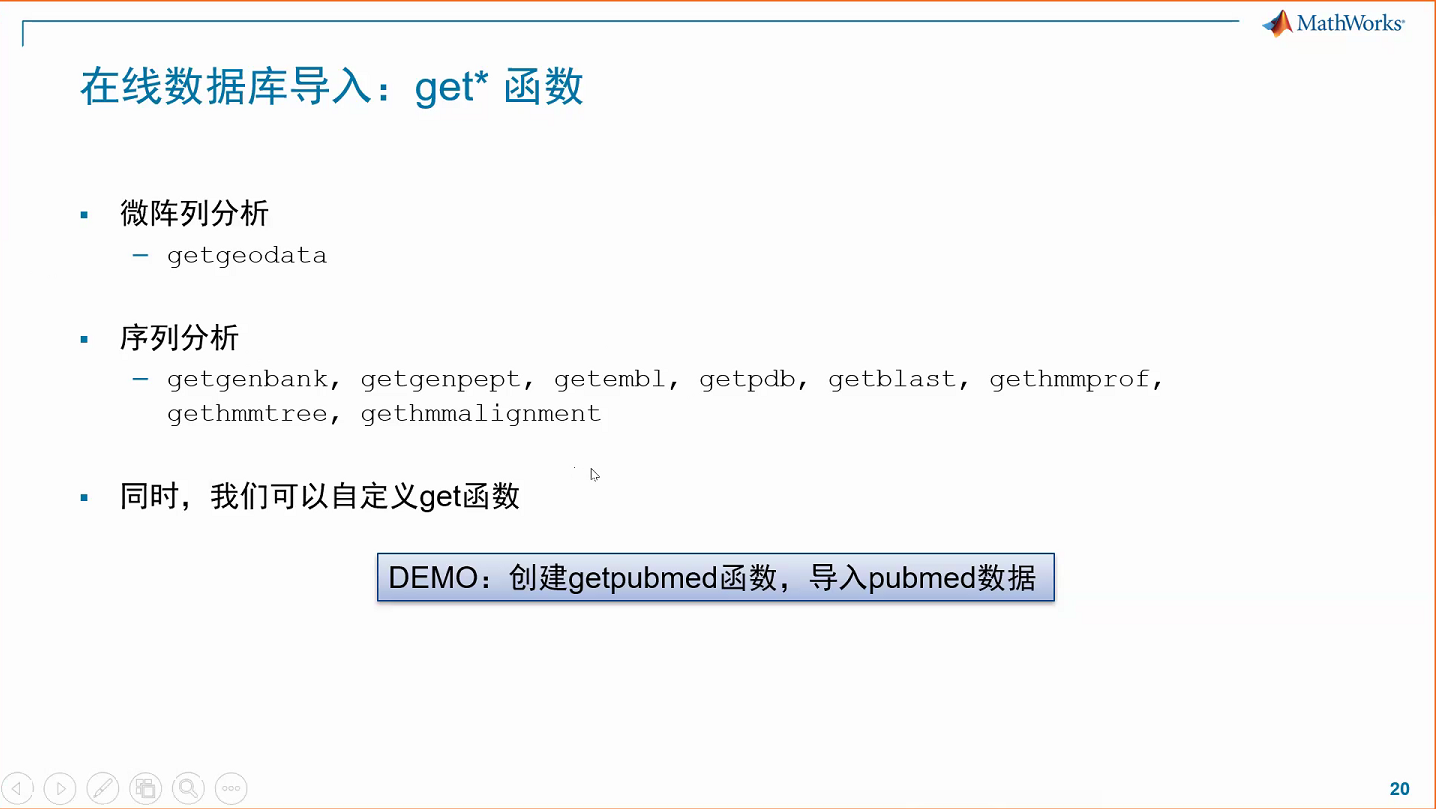 MathWorks®
在线数据库导入：get* 函数
▪ 微阵列分析
– getgeodata
▪ 序列分析
– getgenbank, getgenpept, getembl, getpdb, getblast, gethmmprof,
gethmmtree, gethmmalignment
▪ 同时，我们可以自定义get函数
DEMO：创建getpubmed函数，导入pubmed数据
20